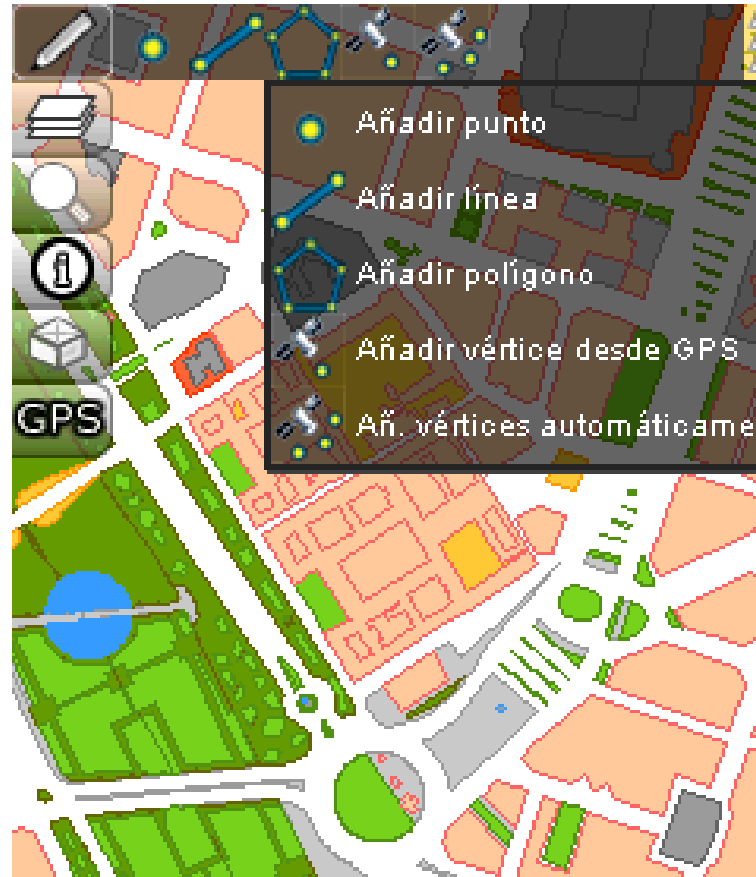 Añadir punto
Añadir línea
Añadir polígono
Añadir vértice desde GPS
GPS
Añ. vértices automáticame